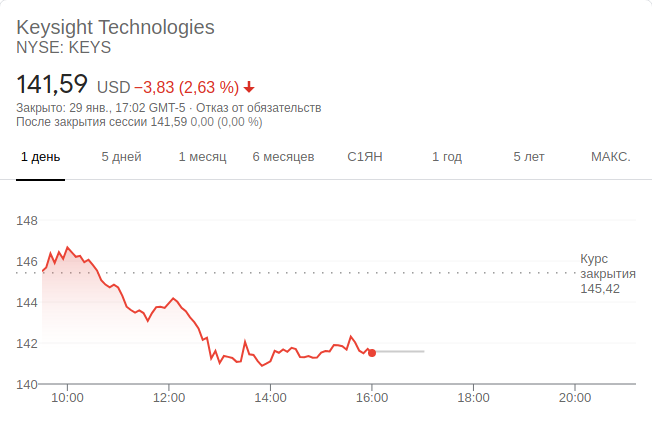 Keysight Technologies
NYSE: KEYS
141,59 USD −3,83 (2,63 %)
Закрыто: 29 янв., 17:02 GMT-5 · Отказ от обязательств
После закрытия сессии 141,59 0,00 (0,00 %)
1 день 5 дней 1 месяц 6 месяцев С1ЯН 1 год 5 лет МАКС.
148
146
144
142
140
Курс
закрытия
145,42
10:00 12:00 14:00 16:00 18:00 20:00